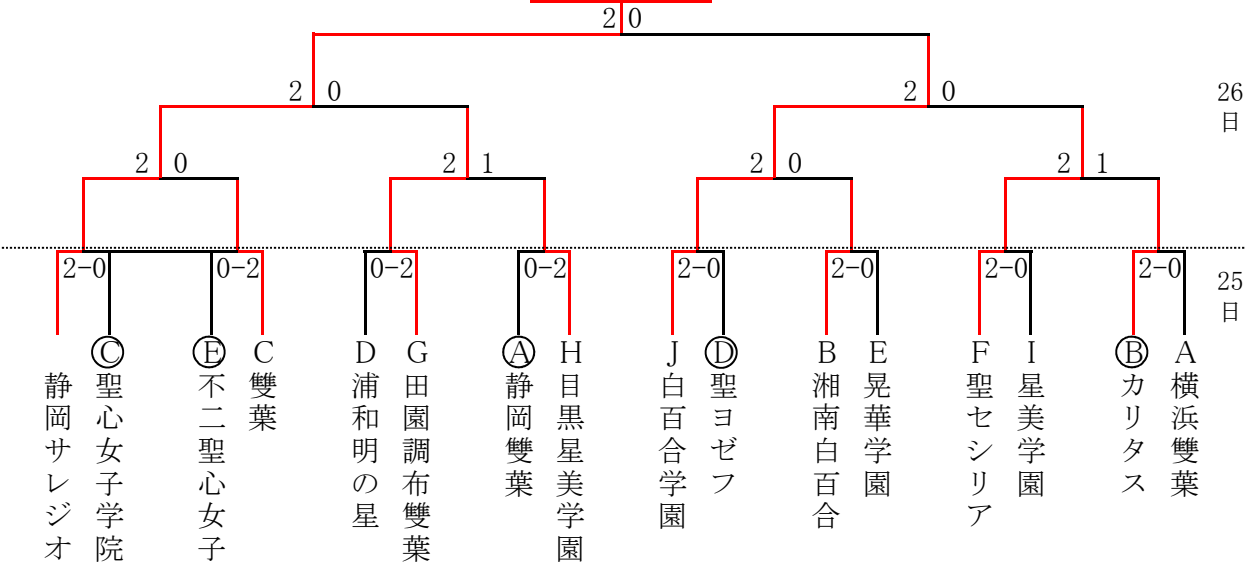 2 0
2 0
2 0
26日
2 0
2 1
2 0
2 1
2-0
0-2
0-2
0-2
2-0
2-0
2-0
2-0
25日
静岡サレジオ
Ⓒ聖心女子学院
Ⓔ不二聖心女子
C雙葉
D浦和明の星
G田園調布雙葉
Ⓐ静岡雙葉
H目黒星美学園
J白百合学園
Ⓓ聖ヨゼフ
B湘南白百合
E晃華学園
F聖セシリア
I星美学園
Ⓑカリタス
A横浜雙葉